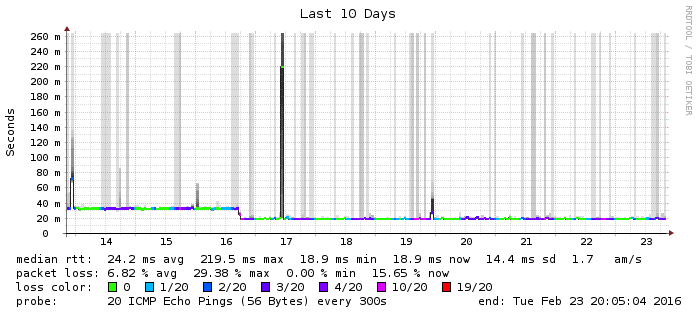 Last 10 Days
RRDTOOL / TOBI OETIKER
Seconds
260 m
240 m
220 m
200 m
180 m
160 m
140 m
120 m
100 m
80 m
60 m
40 m
20 m
0
14 15 16 17 18 19 20 21 22 23
median rtt: 24.2 ms avg 219.5 ms max 18.9 ms min 18.9 ms now 14.4 ms sd 1.7 am/s
packet loss: 6.82 % avg 29.38 % max 0.00 % min 15.65 % now
loss color: 0 1/20 2/20 3/20 4/20 10/20 19/20
probe: 20 ICMP Echo Pings (56 Bytes) every 300s end: Tue Feb 23 20:05:04 2016